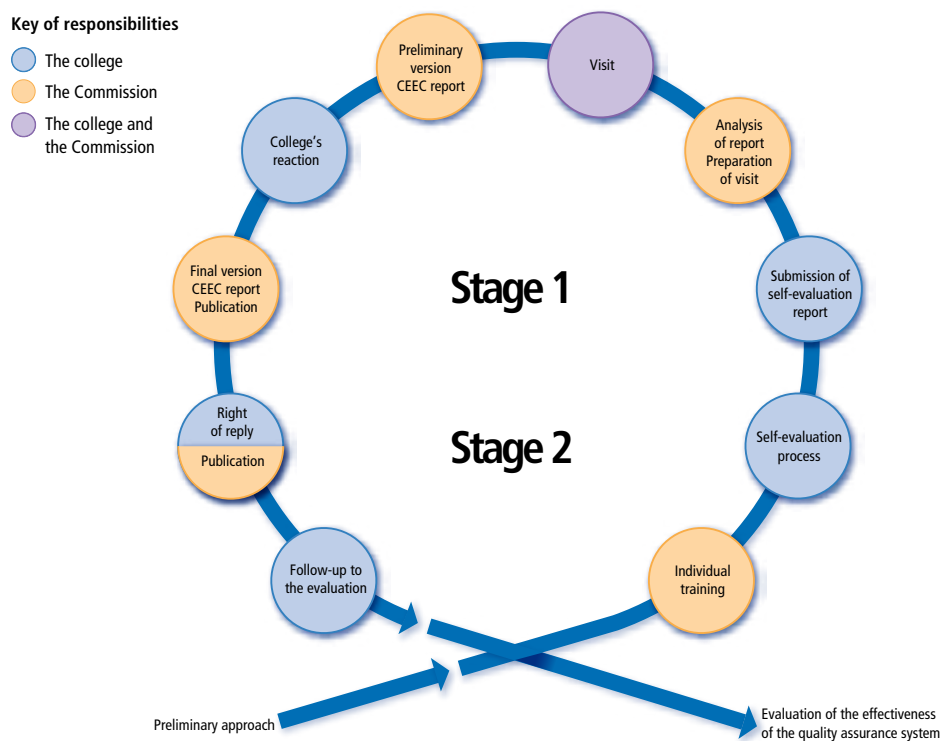 Key of responsibilities
The college
The Commission
The college and
the Commission
Preliminary
version
CEEC report
Visit
College's
reaction
Analysis
of report
Preparation
of visit
Final version
CEEC report
Publication
Stage 1
Submission of
self-evaluation
report
Right
of reply
Publication
Stage 2
Self-evaluation
process
Follow-up to
the evaluation
Individual
training
Preliminary approach
Evaluation of the effectiveness
of the quality assurance system